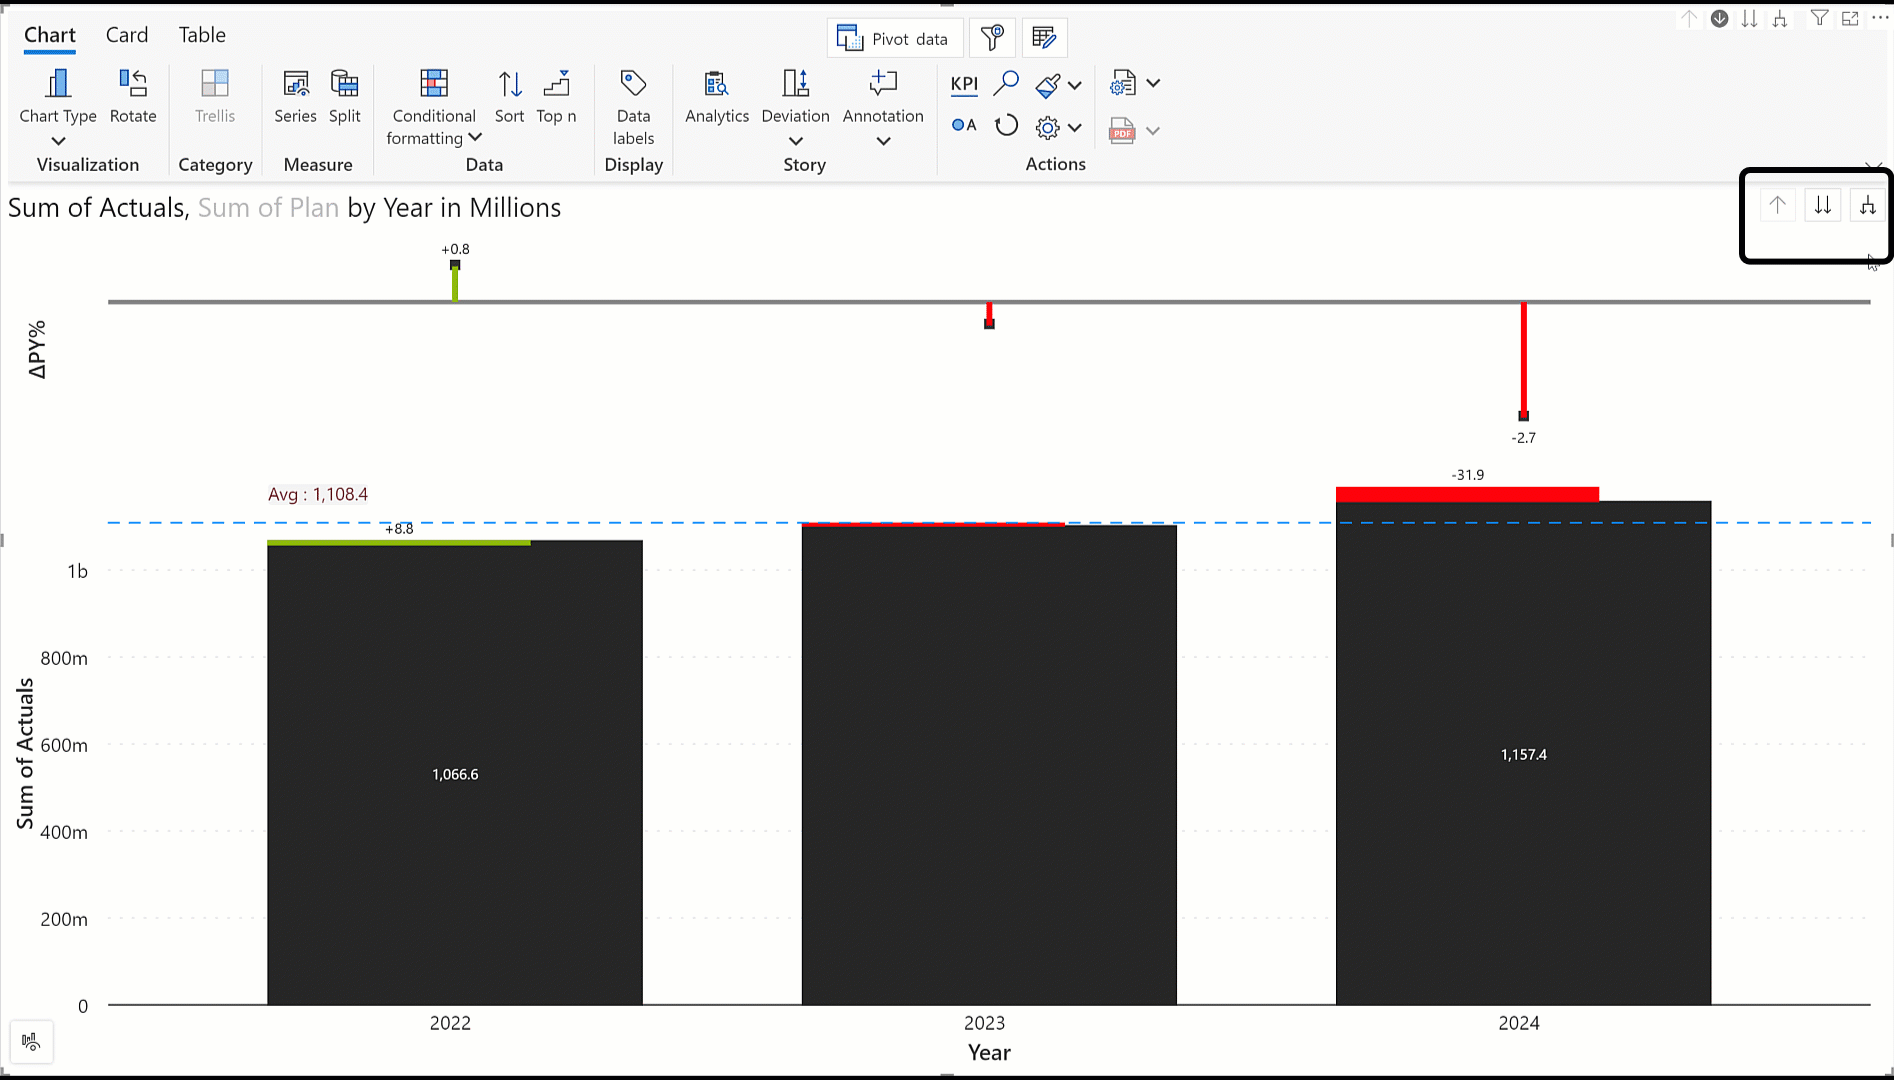 Chart Card Table
Pivot data
Chart Type Rotate Trellis Series Split Conditional formatting Sort Top n Data labels Analytics Deviation Annotation KPI
A
PDF
Visualization Category Measure Data Display Story Actions
Sum of Actuals, Sum of Plan by Year in Millions
+0.8
ΔPY%
-2.7
-31.9
Avg : 1,108.4
+8.8
1b
800m
600m
400m
200m
0
Sum of Actuals
1,066.6
1,157.4
2022 2023 2024
Year